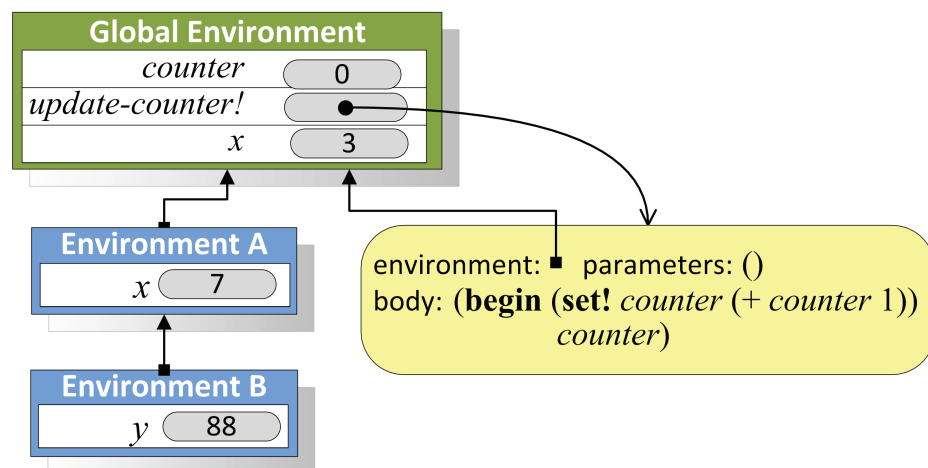 Global Environment
counter 0
update-counter!
x 3
Environment A
x 7
environment: parameters: ()
body: (begin (set! counter (+ counter 1))
counter)
Environment B
y 88